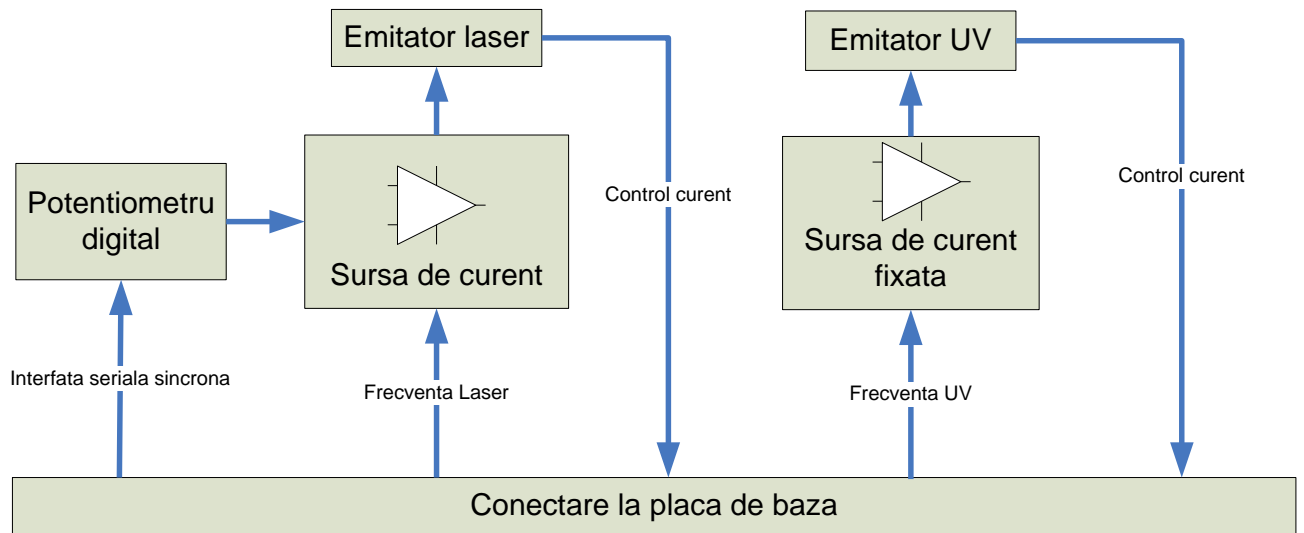 Emitator laser
Emitator UV
Potentiometru
digital
Sursa de curent
Control curent
Sursa de curent
fixata
Control curent
Interfata seriala sincrona
Frecventa Laser
Frecventa UV
Conectare la placa de baza